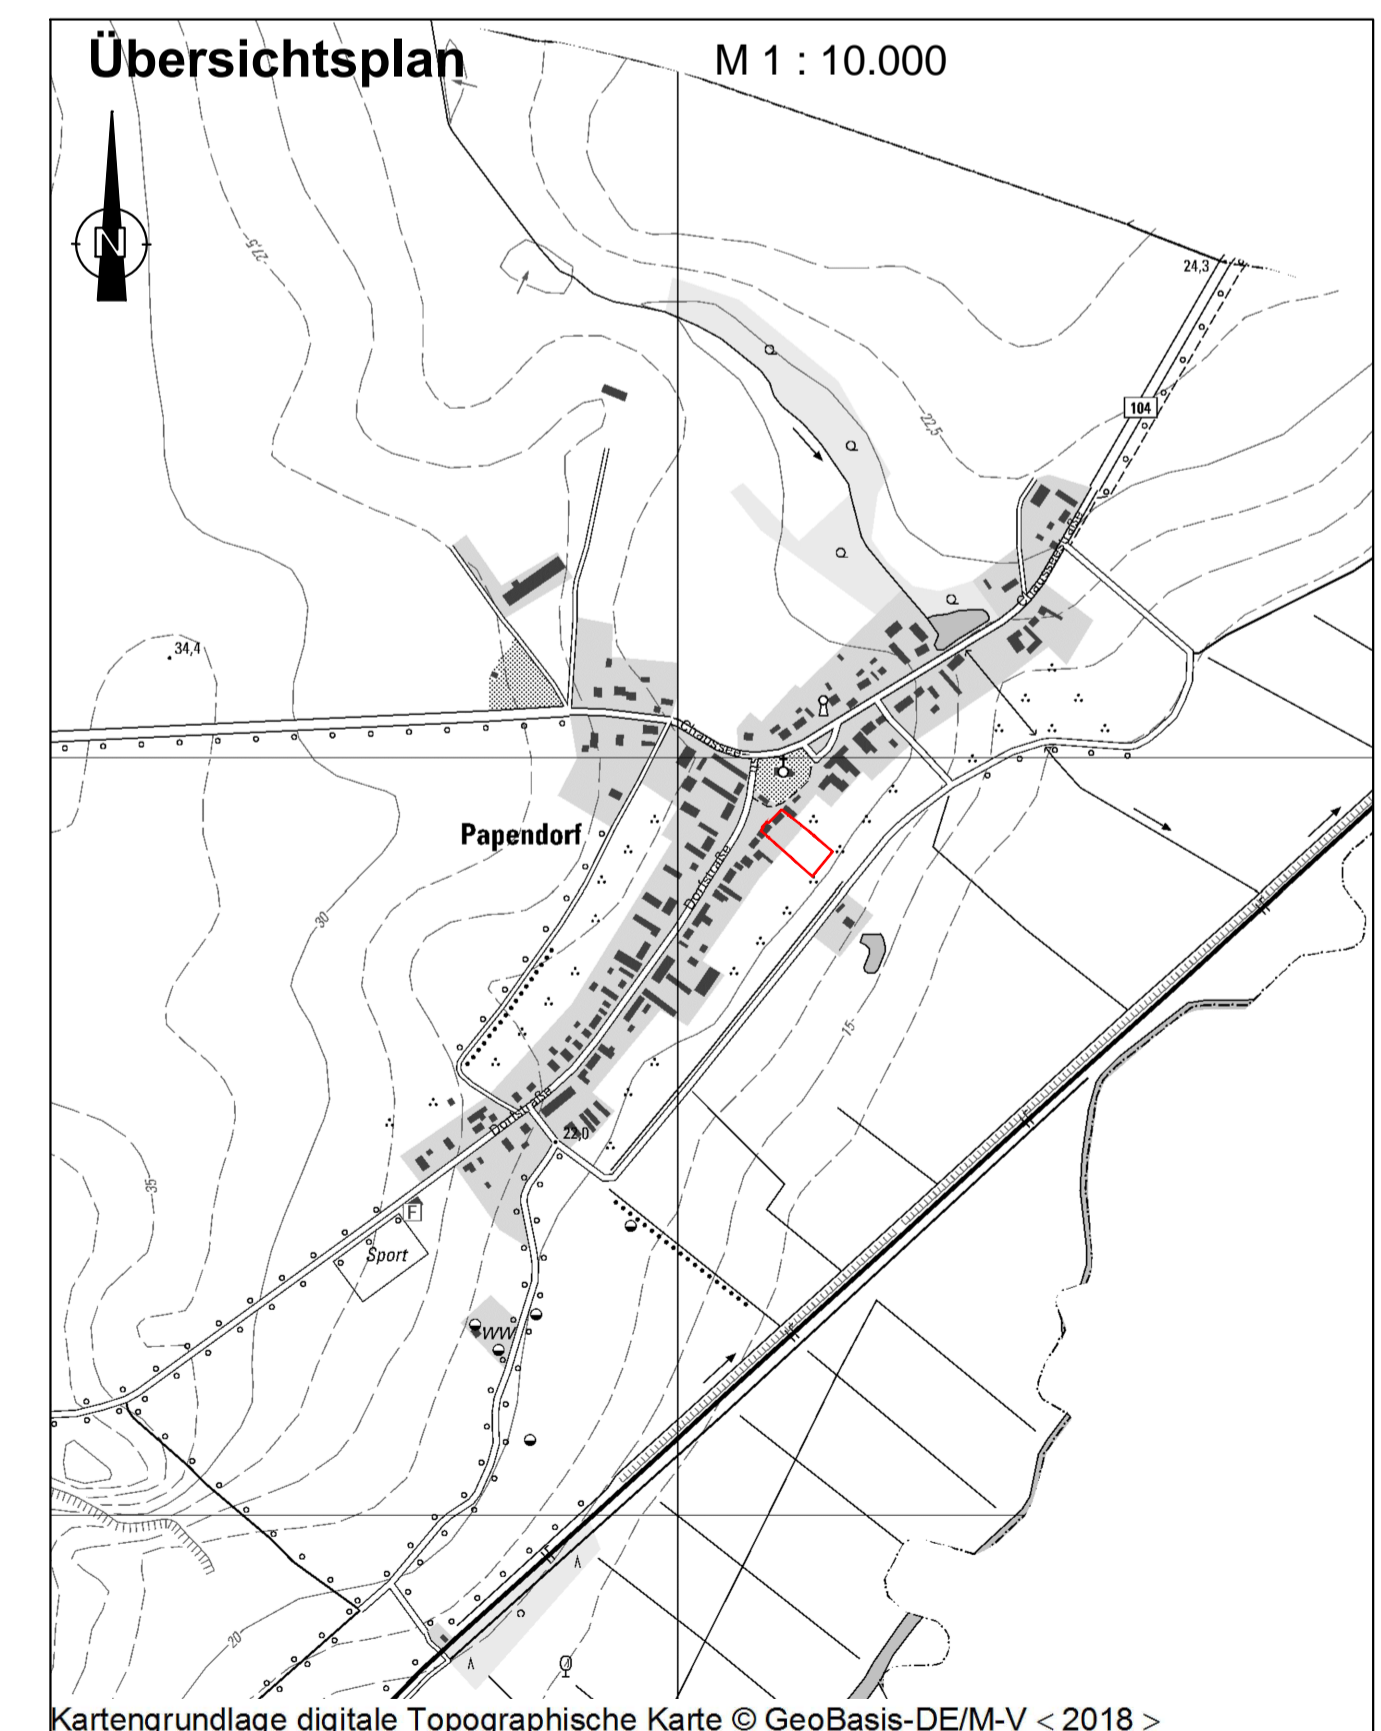 Übersichtsplan
M 1 : 10.000
N
27,5
24,3
104
22,5
Chausseestraße
34,4
Chaussee
Papendorf
Dorfstraße
30
15
Dorfstraße
22,0
35
F
Sport
WW
20
Kartengrundlage digitale Topographische Karte © GeoBasis-DE/M-V < 2018 >